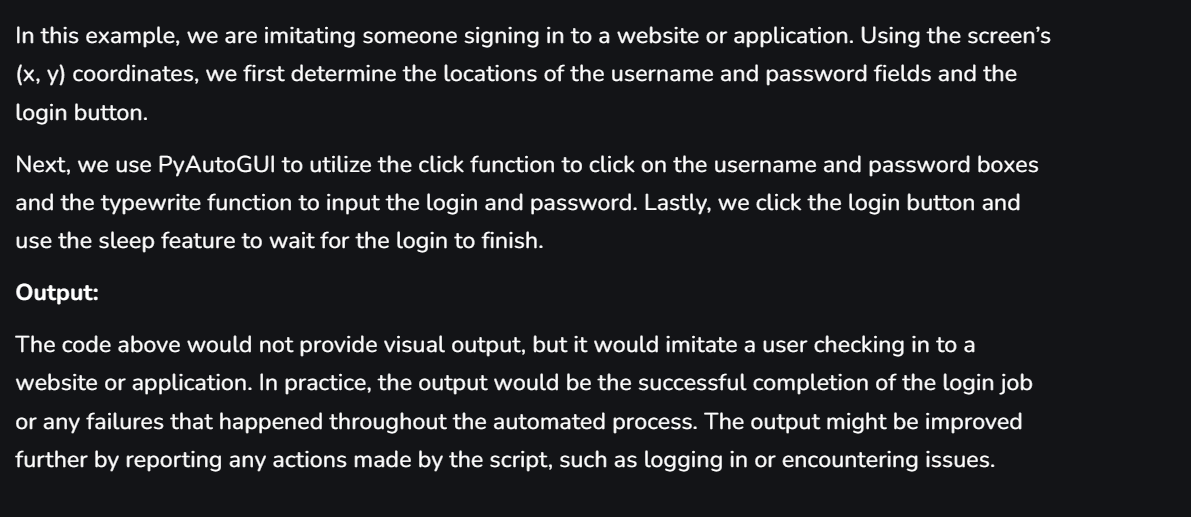 In this example, we are imitating someone signing in to a website or application. Using the screen’s
(x, y) coordinates, we first determine the locations of the username and password fields and the
login button.
Next, we use PyAutoGUI to utilize the click function to click on the username and password boxes
and the typewrite function to input the login and password. Lastly, we click the login button and
use the sleep feature to wait for the login to finish.
Output:
The code above would not provide visual output, but it would imitate a user checking in to a
website or application. In practice, the output would be the successful completion of the login job
or any failures that happened throughout the automated process. The output might be improved
further by reporting any actions made by the script, such as logging in or encountering issues.